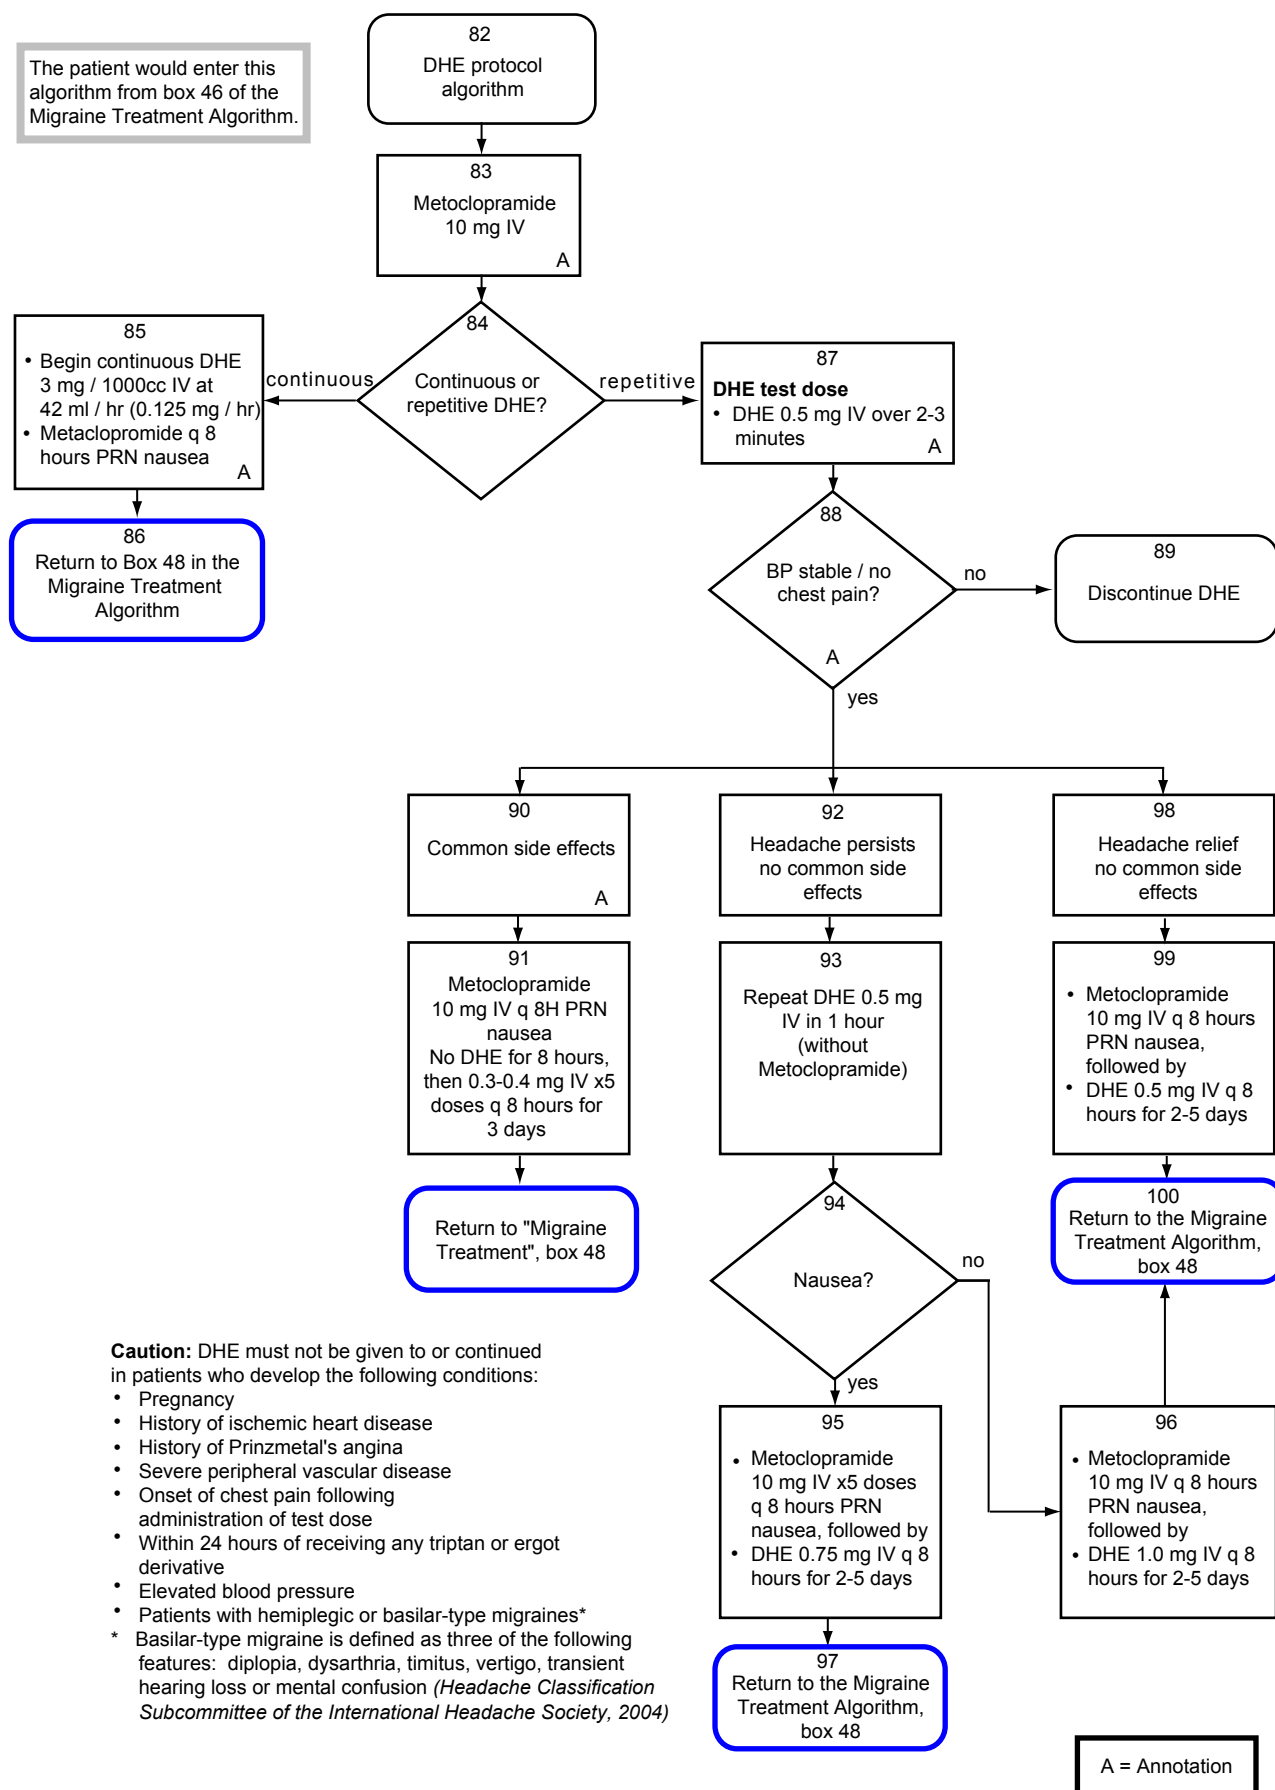 The patient would enter this
algorithm from box 46 of the
Migraine Treatment Algorithm.
82
DHE protocol
algorithm
83
Metoclopramide
10 mg IV
A
84
Continuous or
repetitive DHE?
continuous
repetitive
85
• Begin continuous DHE
3 mg / 1000cc IV at
42 ml / hr (0.125 mg / hr)
• Metaclopromide q 8
hours PRN nausea
A
86
Return to Box 48 in the
Migraine Treatment
Algorithm
87
DHE test dose
• DHE 0.5 mg IV over 2-3
minutes
A
88
BP stable / no
chest pain?
A
no
yes
89
Discontinue DHE
90
Common side effects
A
91
Metoclopramide
10 mg IV q 8H PRN
nausea
No DHE for 8 hours,
then 0.3-0.4 mg IV x5
doses q 8 hours for
3 days
Return to "Migraine
Treatment", box 48
92
Headache persists
no common side
effects
93
Repeat DHE 0.5 mg
IV in 1 hour
(without
Metoclopramide)
94
Nausea?
no
yes
95
• Metoclopramide
10 mg IV x5 doses
q 8 hours PRN
nausea, followed by
• DHE 0.75 mg IV q 8
hours for 2-5 days
97
Return to the Migraine
Treatment Algorithm,
box 48
98
Headache relief
no common side
effects
99
• Metoclopramide
10 mg IV q 8 hours
PRN nausea,
followed by
• DHE 0.5 mg IV q 8
hours for 2-5 days
100
Return to the Migraine
Treatment Algorithm,
box 48
96
• Metoclopramide
10 mg IV q 8 hours
PRN nausea,
followed by
• DHE 1.0 mg IV q 8
hours for 2-5 days
Caution: DHE must not be given to or continued
in patients who develop the following conditions:
• Pregnancy
• History of ischemic heart disease
• History of Prinzmetal's angina
• Severe peripheral vascular disease
• Onset of chest pain following
administration of test dose
• Within 24 hours of receiving any triptan or ergot
derivative
• Elevated blood pressure
• Patients with hemiplegic or basilar-type migraines*
* Basilar-type migraine is defined as three of the following
features: diplopia, dysarthria, timitus, vertigo, transient
hearing loss or mental confusion (Headache Classification
Subcommittee of the International Headache Society, 2004)
A = Annotation